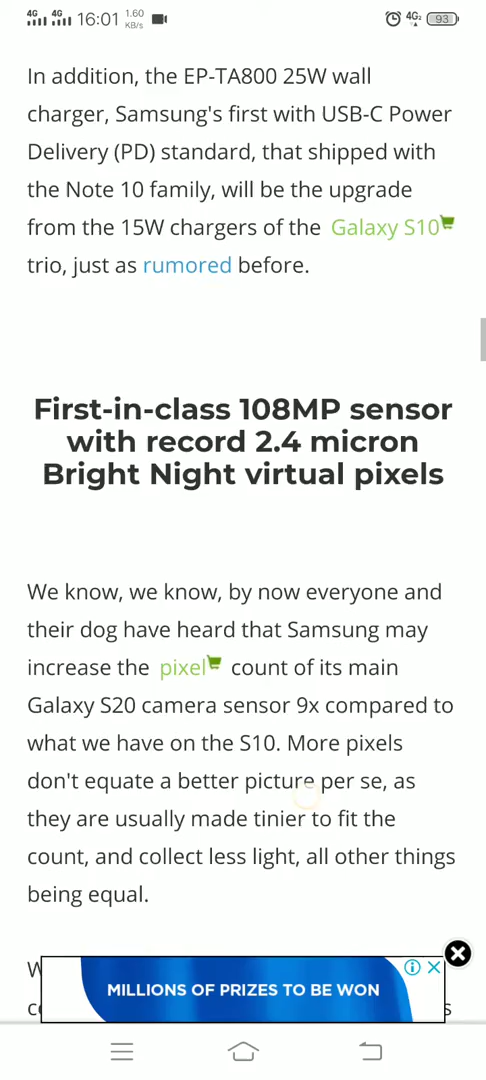 4G 4G 16:01 1.60 KB/s 4G2 93
In addition, the EP-TA800 25W wall
charger, Samsung's first with USB-C Power
Delivery (PD) standard, that shipped with
the Note 10 family, will be the upgrade
from the 15W chargers of the Galaxy S10
trio, just as rumored before.
First-in-class 108MP sensor
with record 2.4 micron
Bright Night virtual pixels
We know, we know, by now everyone and
their dog have heard that Samsung may
increase the pixel count of its main
Galaxy S20 camera sensor 9x compared to
what we have on the S10. More pixels
don't equate a better picture per se, as
they are usually made tinier to fit the
count, and collect less light, all other things
being equal.
MILLIONS OF PRIZES TO BE WON